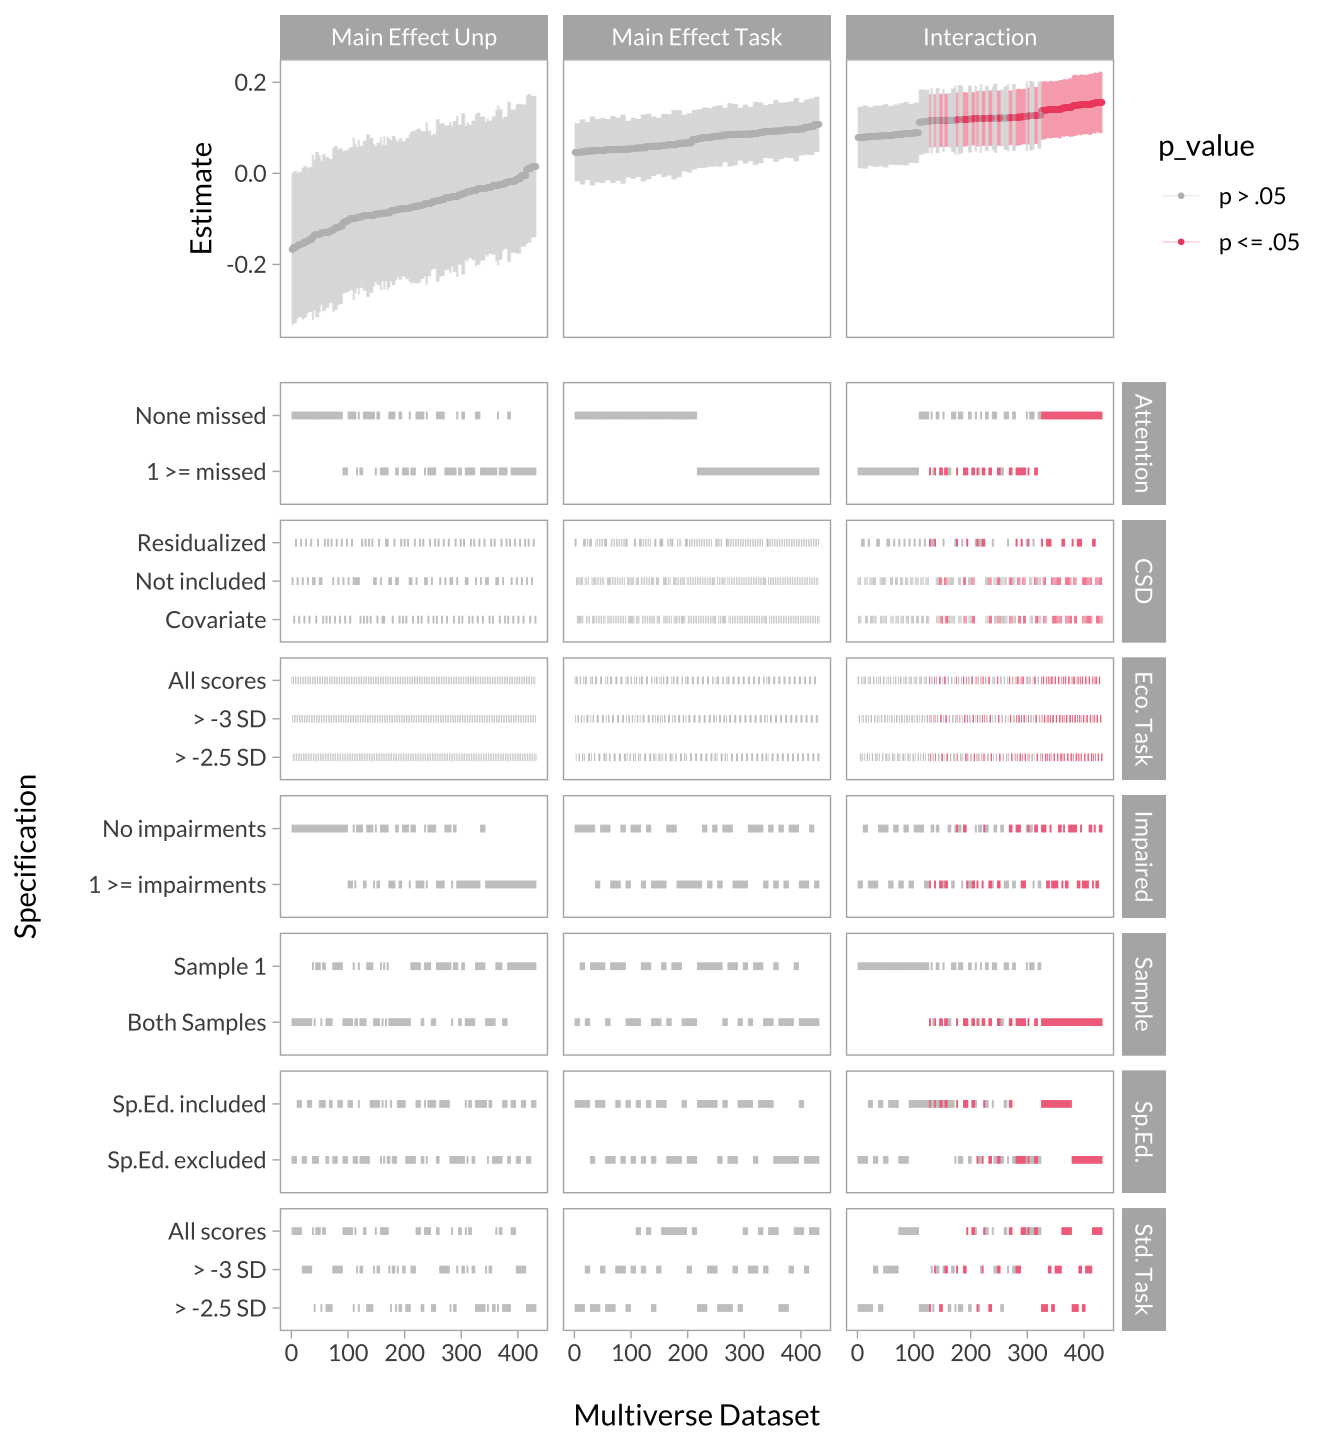 Main Effect Unp
Main Effect Task
Interaction
0.2
0.0
-0.2
Estimate
p_value
p > .05
p <= .05
None missed
1 >= missed
Attention
Residualized
Not included
Covariate
CSD
All scores
> -3 SD
> -2.5 SD
Eco. Task
No impairments
1 >= impairments
Impaired
Specification
Sample 1
Both Samples
Sample
Sp.Ed. included
Sp.Ed. excluded
Sp.Ed.
All scores
> -3 SD
> -2.5 SD
Std. Task
0 100 200 300 400
0 100 200 300 400
0 100 200 300 400
Multiverse Dataset